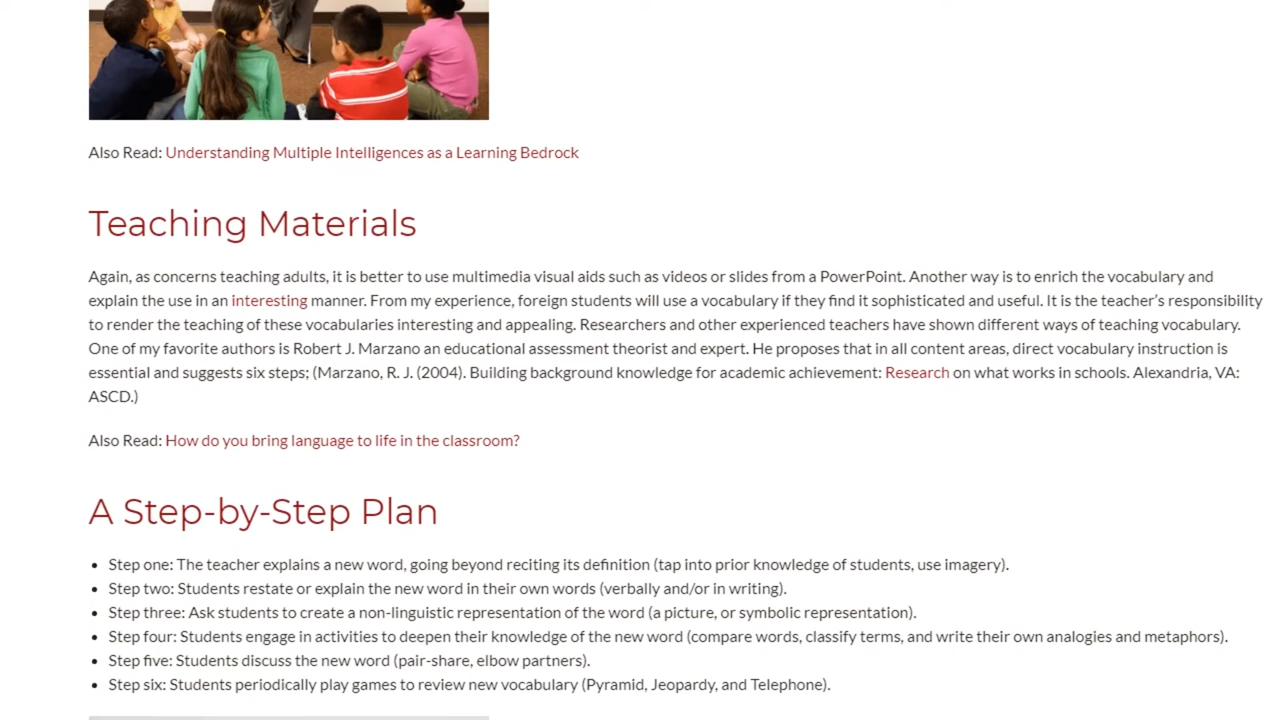 Also Read: Understanding Multiple Intelligences as a Learning Bedrock
Teaching Materials
Again, as concerns teaching adults, it is better to use multimedia visual aids such as videos or slides from a PowerPoint. Another way is to enrich the vocabulary and
explain the use in an interesting manner. From my experience, foreign students will use a vocabulary if they find it sophisticated and useful. It is the teacher’s responsibility
to render the teaching of these vocabularies interesting and appealing. Researchers and other experienced teachers have shown different ways of teaching vocabulary.
One of my favorite authors is Robert J. Marzano an educational assessment theorist and expert. He proposes that in all content areas, direct vocabulary instruction is
essential and suggests six steps; (Marzano, R. J. (2004). Building background knowledge for academic achievement: Research on what works in schools. Alexandria, VA:
ASCD.)
Also Read: How do you bring language to life in the classroom?
A Step-by-Step Plan
• Step one: The teacher explains a new word, going beyond reciting its definition (tap into prior knowledge of students, use imagery).
• Step two: Students restate or explain the new word in their own words (verbally and/or in writing).
• Step three: Ask students to create a non-linguistic representation of the word (a picture, or symbolic representation).
• Step four: Students engage in activities to deepen their knowledge of the new word (compare words, classify terms, and write their own analogies and metaphors).
• Step five: Students discuss the new word (pair-share, elbow partners).
• Step six: Students periodically play games to review new vocabulary (Pyramid, Jeopardy, and Telephone).